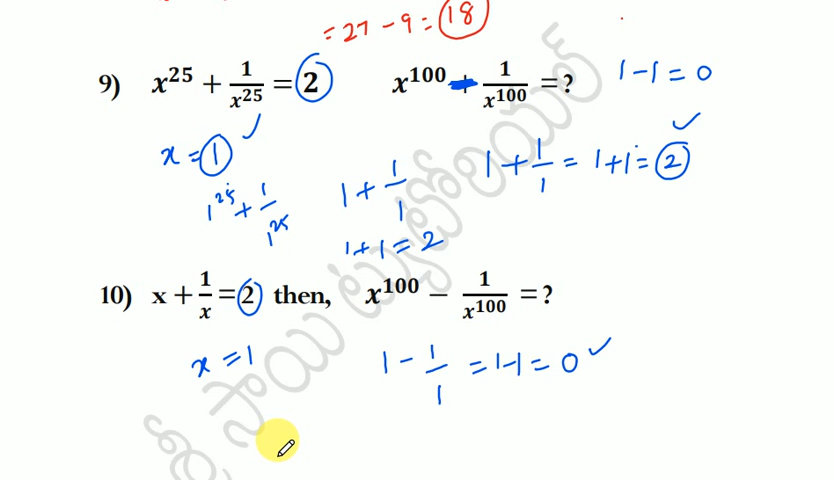 = 27 - 9 = 18
9) x²⁵ + 1/x²⁵ = 2 x¹⁰⁰ + 1/x¹⁰⁰ = ? 1 - 1 = 0
x = 1 ✓ 1 + 1/1 = 1 + 1 = 2 ✓
1²⁵ + 1/1²⁵ 1 + 1/1
1 + 1 = 2
10) x + 1/x = 2 then, x¹⁰⁰ − 1/x¹⁰⁰ = ?
x = 1 1 - 1/1 = 1-1 = 0 ✓